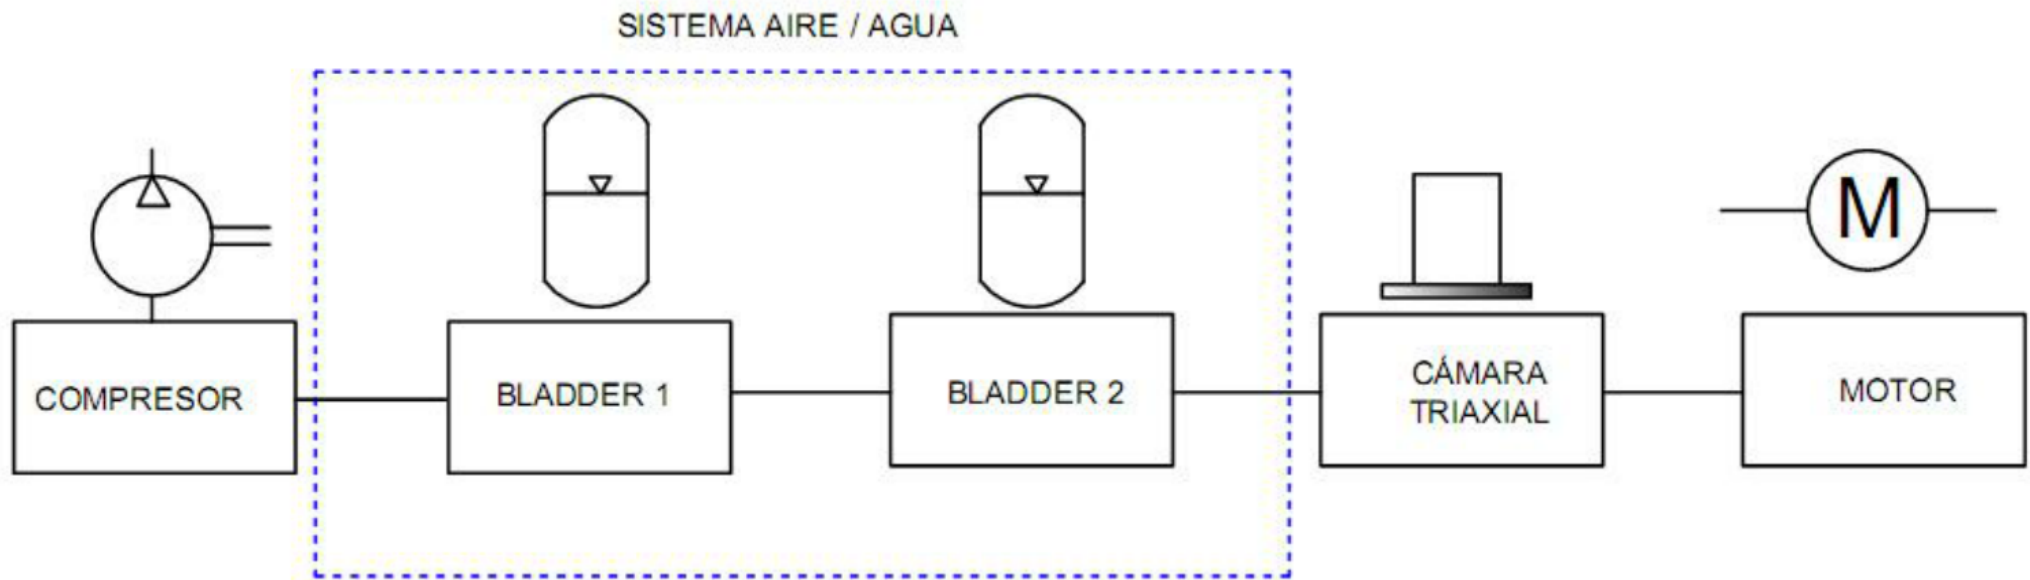 SISTEMA AIRE / AGUA
M
COMPRESOR
BLADDER 1
BLADDER 2
CÁMARA
TRIAXIAL
MOTOR